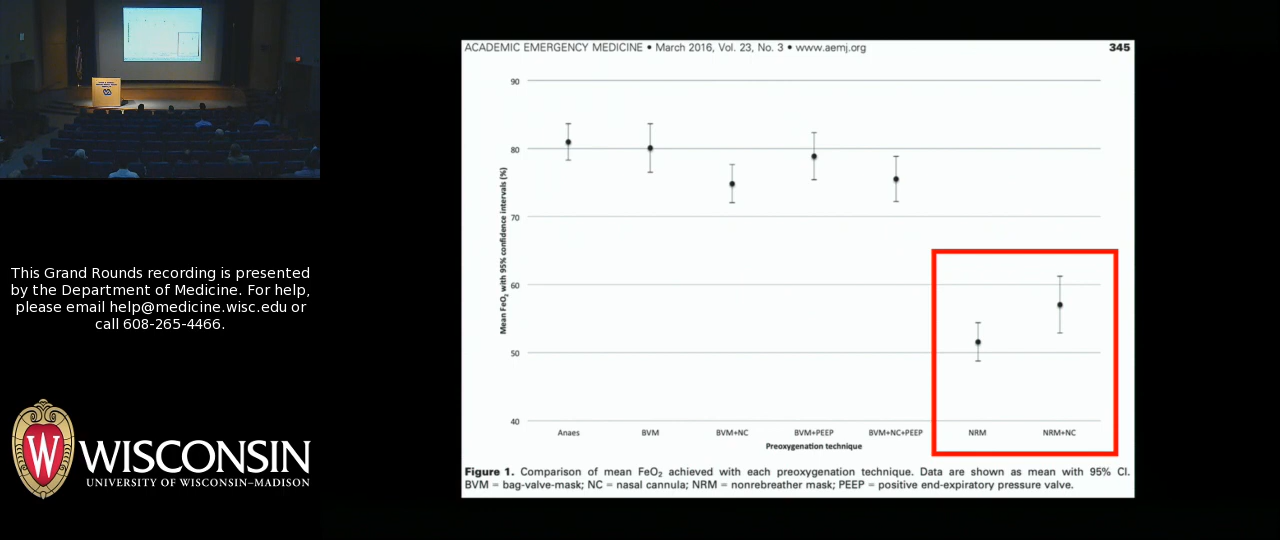 This Grand Rounds recording is presented
by the Department of Medicine. For help,
please email help@medicine.wisc.edu or
call 608-265-4466.
W
WISCONSIN
UNIVERSITY OF WISCONSIN–MADISON
ACADEMIC EMERGENCY MEDICINE • March 2016, Vol. 23, No. 3 • www.aemj.org 345
Mean FeO₂ with 95% confidence intervals (%)
90
80
70
60
50
40
Anaes BVM BVM+NC BVM+PEEP BVM+NC+PEEP NRM NRM+NC
Preoxygenation technique
Figure 1. Comparison of mean FeO₂ achieved with each preoxygenation technique. Data are shown as mean with 95% CI.
BVM = bag-valve-mask; NC = nasal cannula; NRM = nonrebreather mask; PEEP = positive end-expiratory pressure valve.